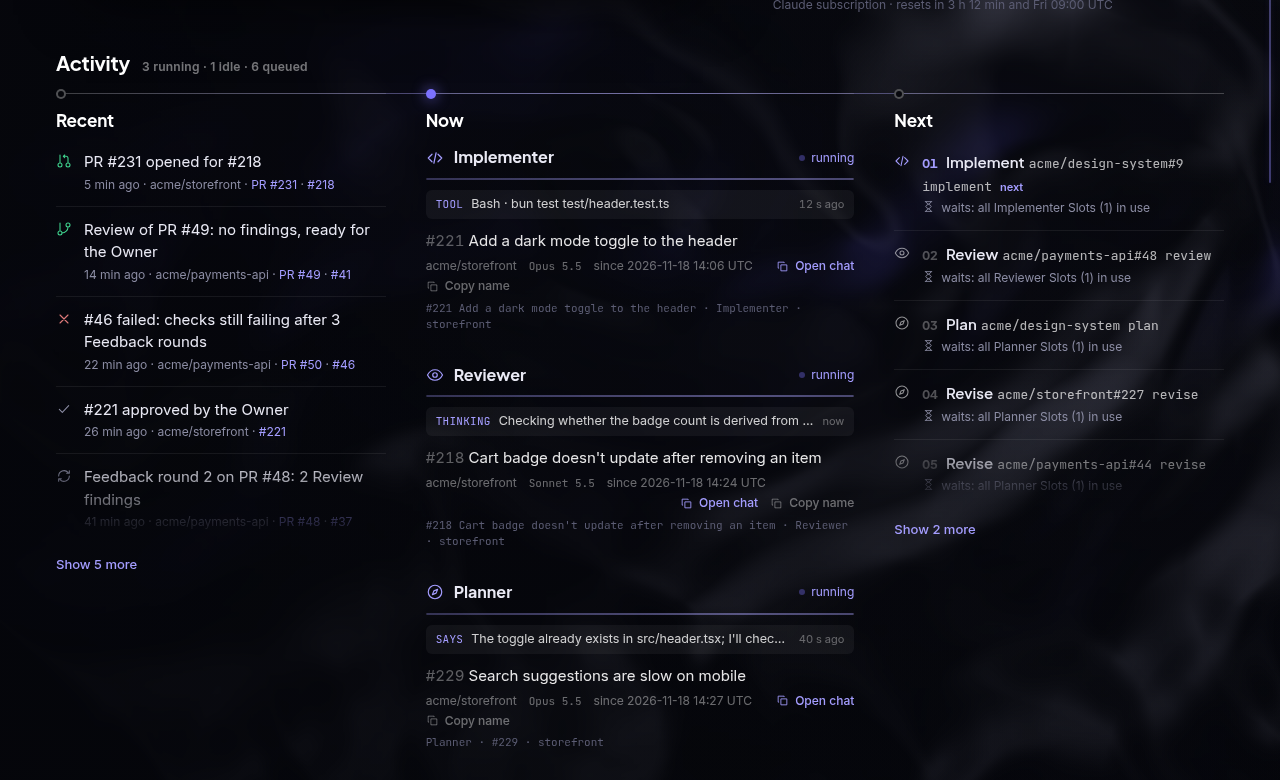 Claude subscription · resets in 3 h 12 min and Fri 09:00 UTC
Activity 3 running · 1 idle · 6 queued
Recent
PR #231 opened for #218
5 min ago · acme/storefront · PR #231 · #218
Review of PR #49: no findings, ready for
the Owner
14 min ago · acme/payments-api · PR #49 · #41
#46 failed: checks still failing after 3
Feedback rounds
22 min ago · acme/payments-api · PR #50 · #46
#221 approved by the Owner
26 min ago · acme/storefront · #221
Feedback round 2 on PR #48: 2 Review
findings
41 min ago · acme/payments-api · PR #48 · #37
Show 5 more
Now
Implementer running
TOOL Bash · bun test test/header.test.ts 12 s ago
#221 Add a dark mode toggle to the header
acme/storefront Opus 5.5 since 2026-11-18 14:06 UTC Open chat
Copy name
#221 Add a dark mode toggle to the header · Implementer ·
storefront
Reviewer running
THINKING Checking whether the badge count is derived from ... now
#218 Cart badge doesn't update after removing an item
acme/storefront Sonnet 5.5 since 2026-11-18 14:24 UTC
Open chat Copy name
#218 Cart badge doesn't update after removing an item · Reviewer
· storefront
Planner running
SAYS The toggle already exists in src/header.tsx; I'll chec... 40 s ago
#229 Search suggestions are slow on mobile
acme/storefront Opus 5.5 since 2026-11-18 14:27 UTC Open chat
Copy name
Planner · #229 · storefront
Next
01 Implement acme/design-system#9
implement next
waits: all Implementer Slots (1) in use
02 Review acme/payments-api#48 review
waits: all Reviewer Slots (1) in use
03 Plan acme/design-system plan
waits: all Planner Slots (1) in use
04 Revise acme/storefront#227 revise
waits: all Planner Slots (1) in use
05 Revise acme/payments-api#44 revise
waits: all Planner Slots (1) in use
Show 2 more